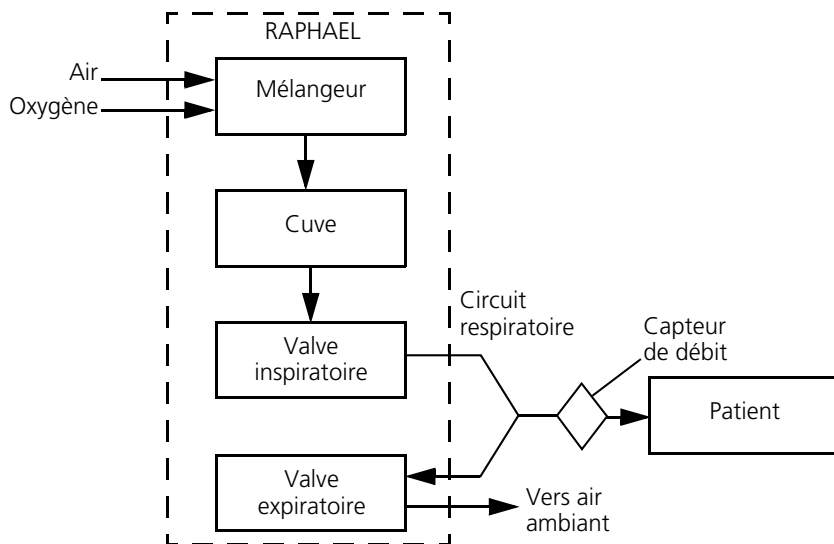 RAPHAEL
Air
Oxygène
Mélangeur
Cuve
Circuit
respiratoire
Valve
inspiratoire
Capteur
de débit
Patient
Valve
expiratoire
Vers air
ambiant